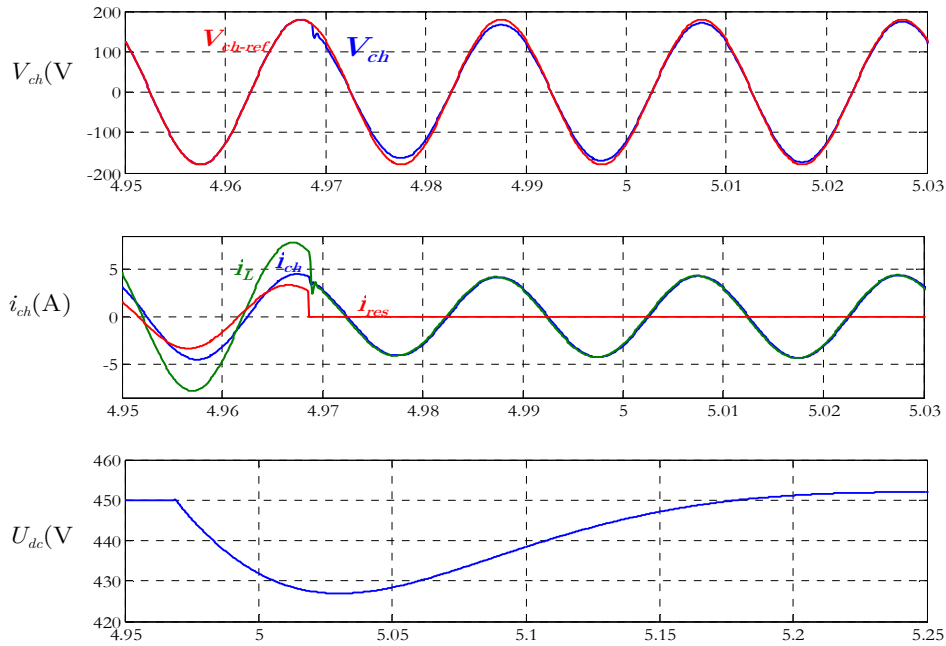 200
100
0
-100
-200
V_ch(V
V_ch-ref
V_ch
4.95 4.96 4.97 4.98 4.99 5 5.01 5.02 5.03
5
0
-5
i_ch(A)
i_L
i_ch
i_res
4.95 4.96 4.97 4.98 4.99 5 5.01 5.02 5.03
460
450
440
430
420
U_dc(V
4.95 5 5.05 5.1 5.15 5.2 5.25